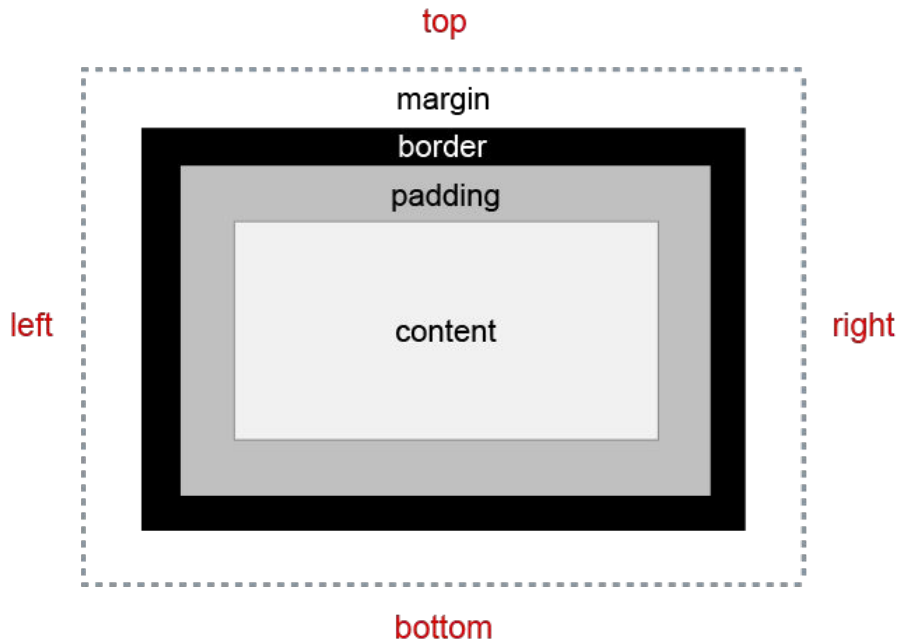 top
margin
border
padding
left
content
right
bottom